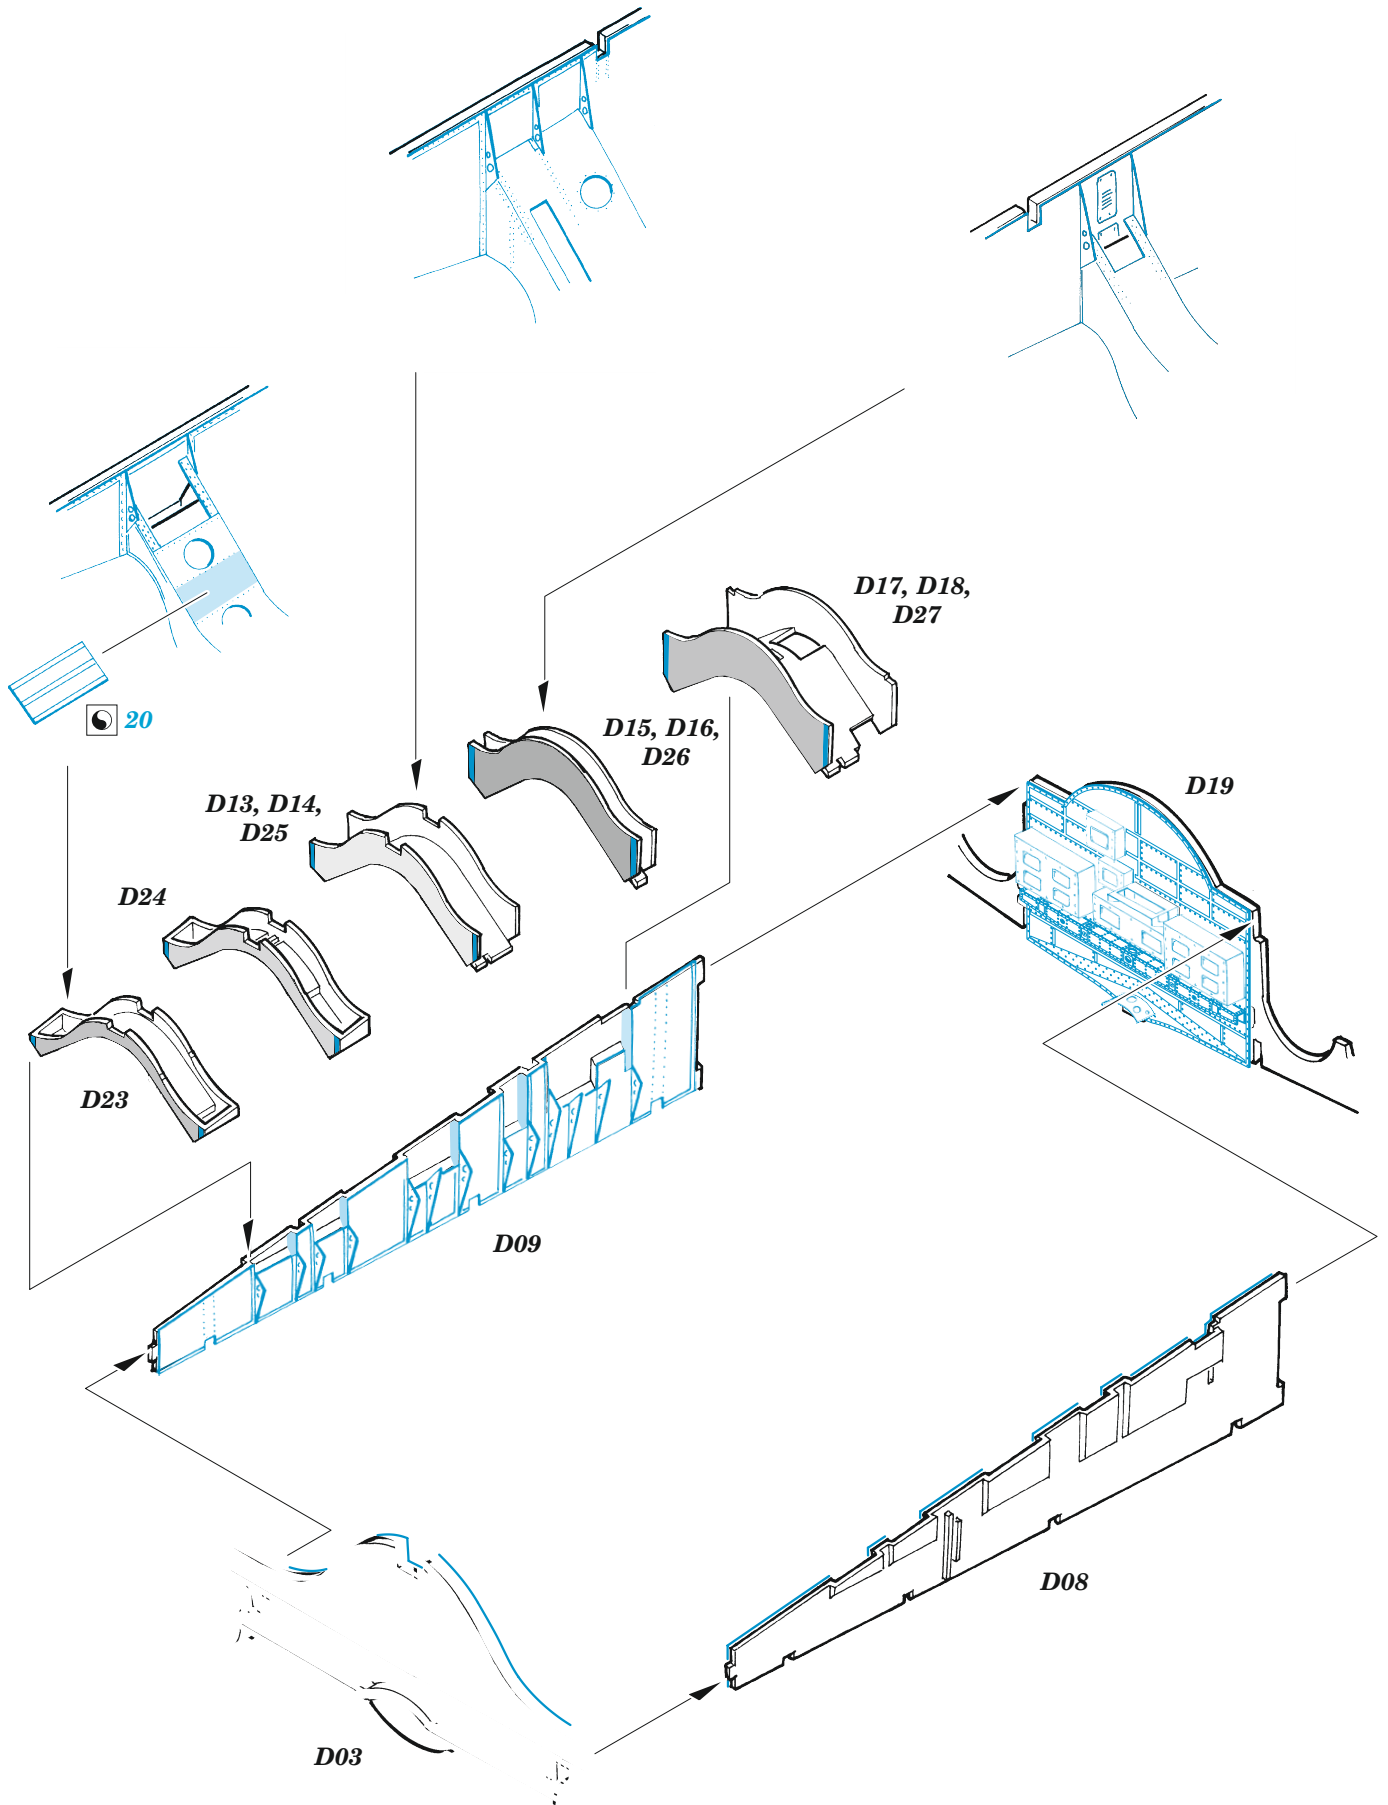 D17, D18,
D27
20
D15, D16,
D26
D19
D13, D14,
D25
D24
D23
D09
D08
D03